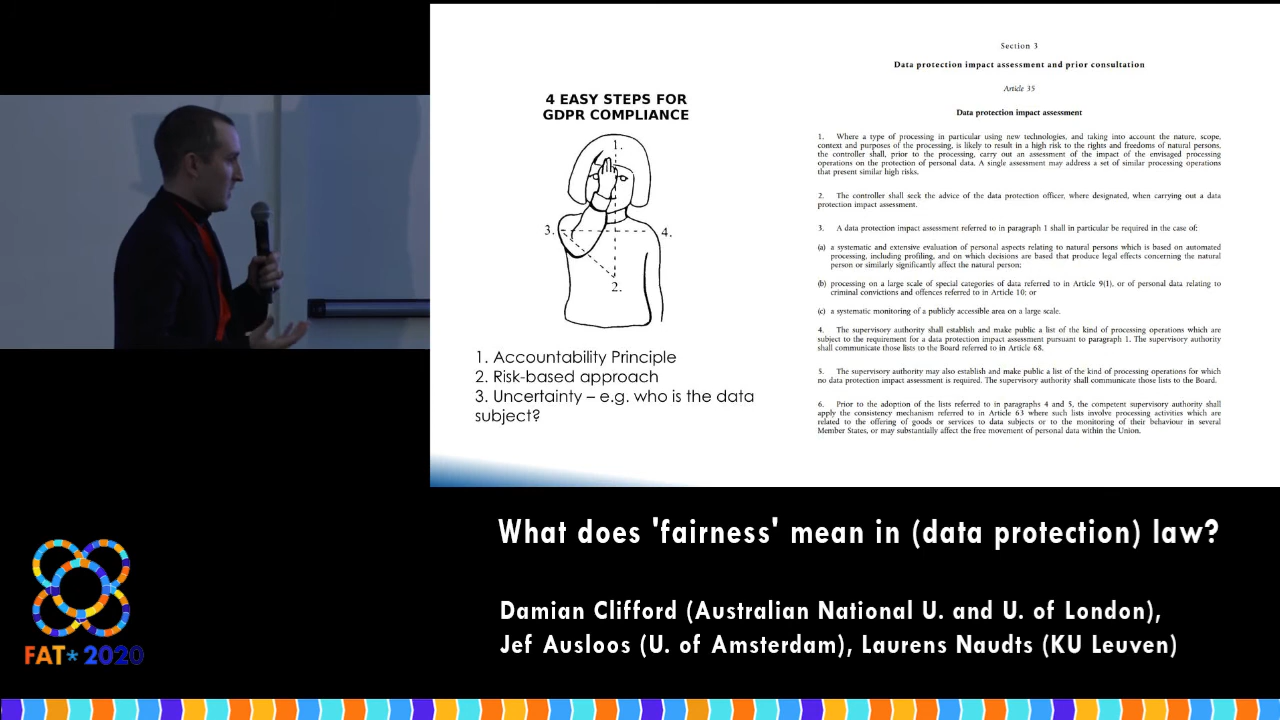 4 EASY STEPS FOR
GDPR COMPLIANCE
1.
3.
4.
2.
1. Accountability Principle
2. Risk-based approach
3. Uncertainty – e.g. who is the data
subject?
Section 3
Data protection impact assessment and prior consultation
Article 35
Data protection impact assessment
1. Where a type of processing in particular using new technologies, and taking into account the nature, scope,
context and purposes of the processing, is likely to result in a high risk to the rights and freedoms of natural persons,
the controller shall, prior to the processing, carry out an assessment of the impact of the envisaged processing
operations on the protection of personal data. A single assessment may address a set of similar processing operations
that present similar high risks.
2. The controller shall seek the advice of the data protection officer, where designated, when carrying out a data
protection impact assessment.
3. A data protection impact assessment referred to in paragraph 1 shall in particular be required in the case of:
(a) a systematic and extensive evaluation of personal aspects relating to natural persons which is based on automated
processing, including profiling, and on which decisions are based that produce legal effects concerning the natural
person or similarly significantly affect the natural person;
(b) processing on a large scale of special categories of data referred to in Article 9(1), or of personal data relating to
criminal convictions and offences referred to in Article 10; or
(c) a systematic monitoring of a publicly accessible area on a large scale.
4. The supervisory authority shall establish and make public a list of the kind of processing operations which are
subject to the requirement for a data protection impact assessment pursuant to paragraph 1. The supervisory authority
shall communicate those lists to the Board referred to in Article 68.
5. The supervisory authority may also establish and make public a list of the kind of processing operations for which
no data protection impact assessment is required. The supervisory authority shall communicate those lists to the Board.
6. Prior to the adoption of the lists referred to in paragraphs 4 and 5, the competent supervisory authority shall
apply the consistency mechanism referred to in Article 63 where such lists involve processing activities which are
related to the offering of goods or services to data subjects or to the monitoring of their behaviour in several
Member States, or may substantially affect the free movement of personal data within the Union.
What does 'fairness' mean in (data protection) law?
Damian Clifford (Australian National U. and U. of London),
Jef Ausloos (U. of Amsterdam), Laurens Naudts (KU Leuven)
FAT* 2020